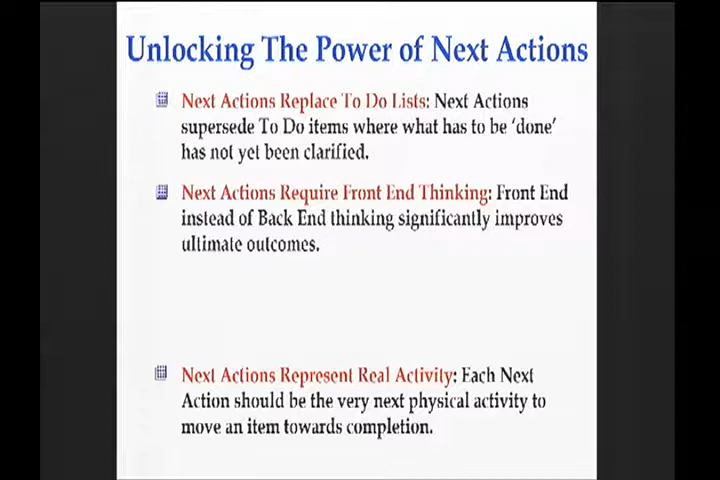 Unlocking The Power of Next Actions
Next Actions Replace To Do Lists: Next Actions
supersede To Do items where what has to be 'done'
has not yet been clarified.
Next Actions Require Front End Thinking: Front End
instead of Back End thinking significantly improves
ultimate outcomes.
Next Actions Represent Real Activity: Each Next
Action should be the very next physical activity to
move an item towards completion.